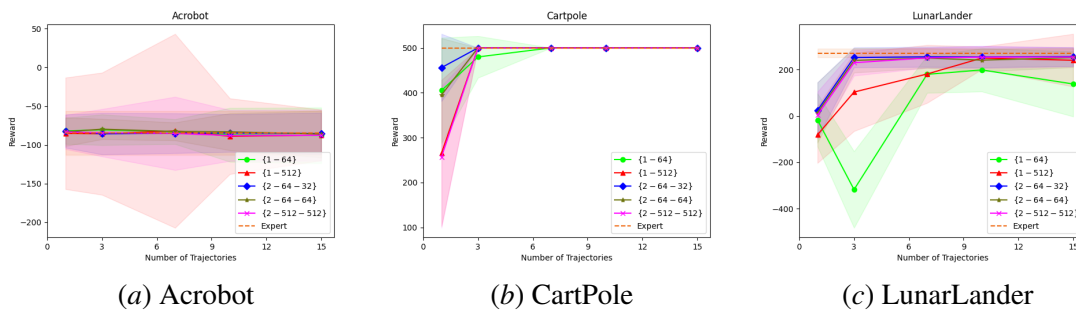 Acrobot
50
0
−50
−100
−150
−200
Reward
0
3
6
9
12
15
Number of Trajectories
{1 − 64}
{1 − 512}
{2 − 64 − 32}
{2 − 64 − 64}
{2 − 512 − 512}
Expert
(a) Acrobot
Cartpole
500
400
300
200
100
Reward
0
3
6
9
12
15
Number of Trajectories
{1 − 64}
{1 − 512}
{2 − 64 − 32}
{2 − 64 − 64}
{2 − 512 − 512}
Expert
(b) CartPole
LunarLander
200
0
−200
−400
Reward
0
3
6
9
12
15
Number of Trajectories
{1 − 64}
{1 − 512}
{2 − 64 − 32}
{2 − 64 − 64}
{2 − 512 − 512}
Expert
(c) LunarLander